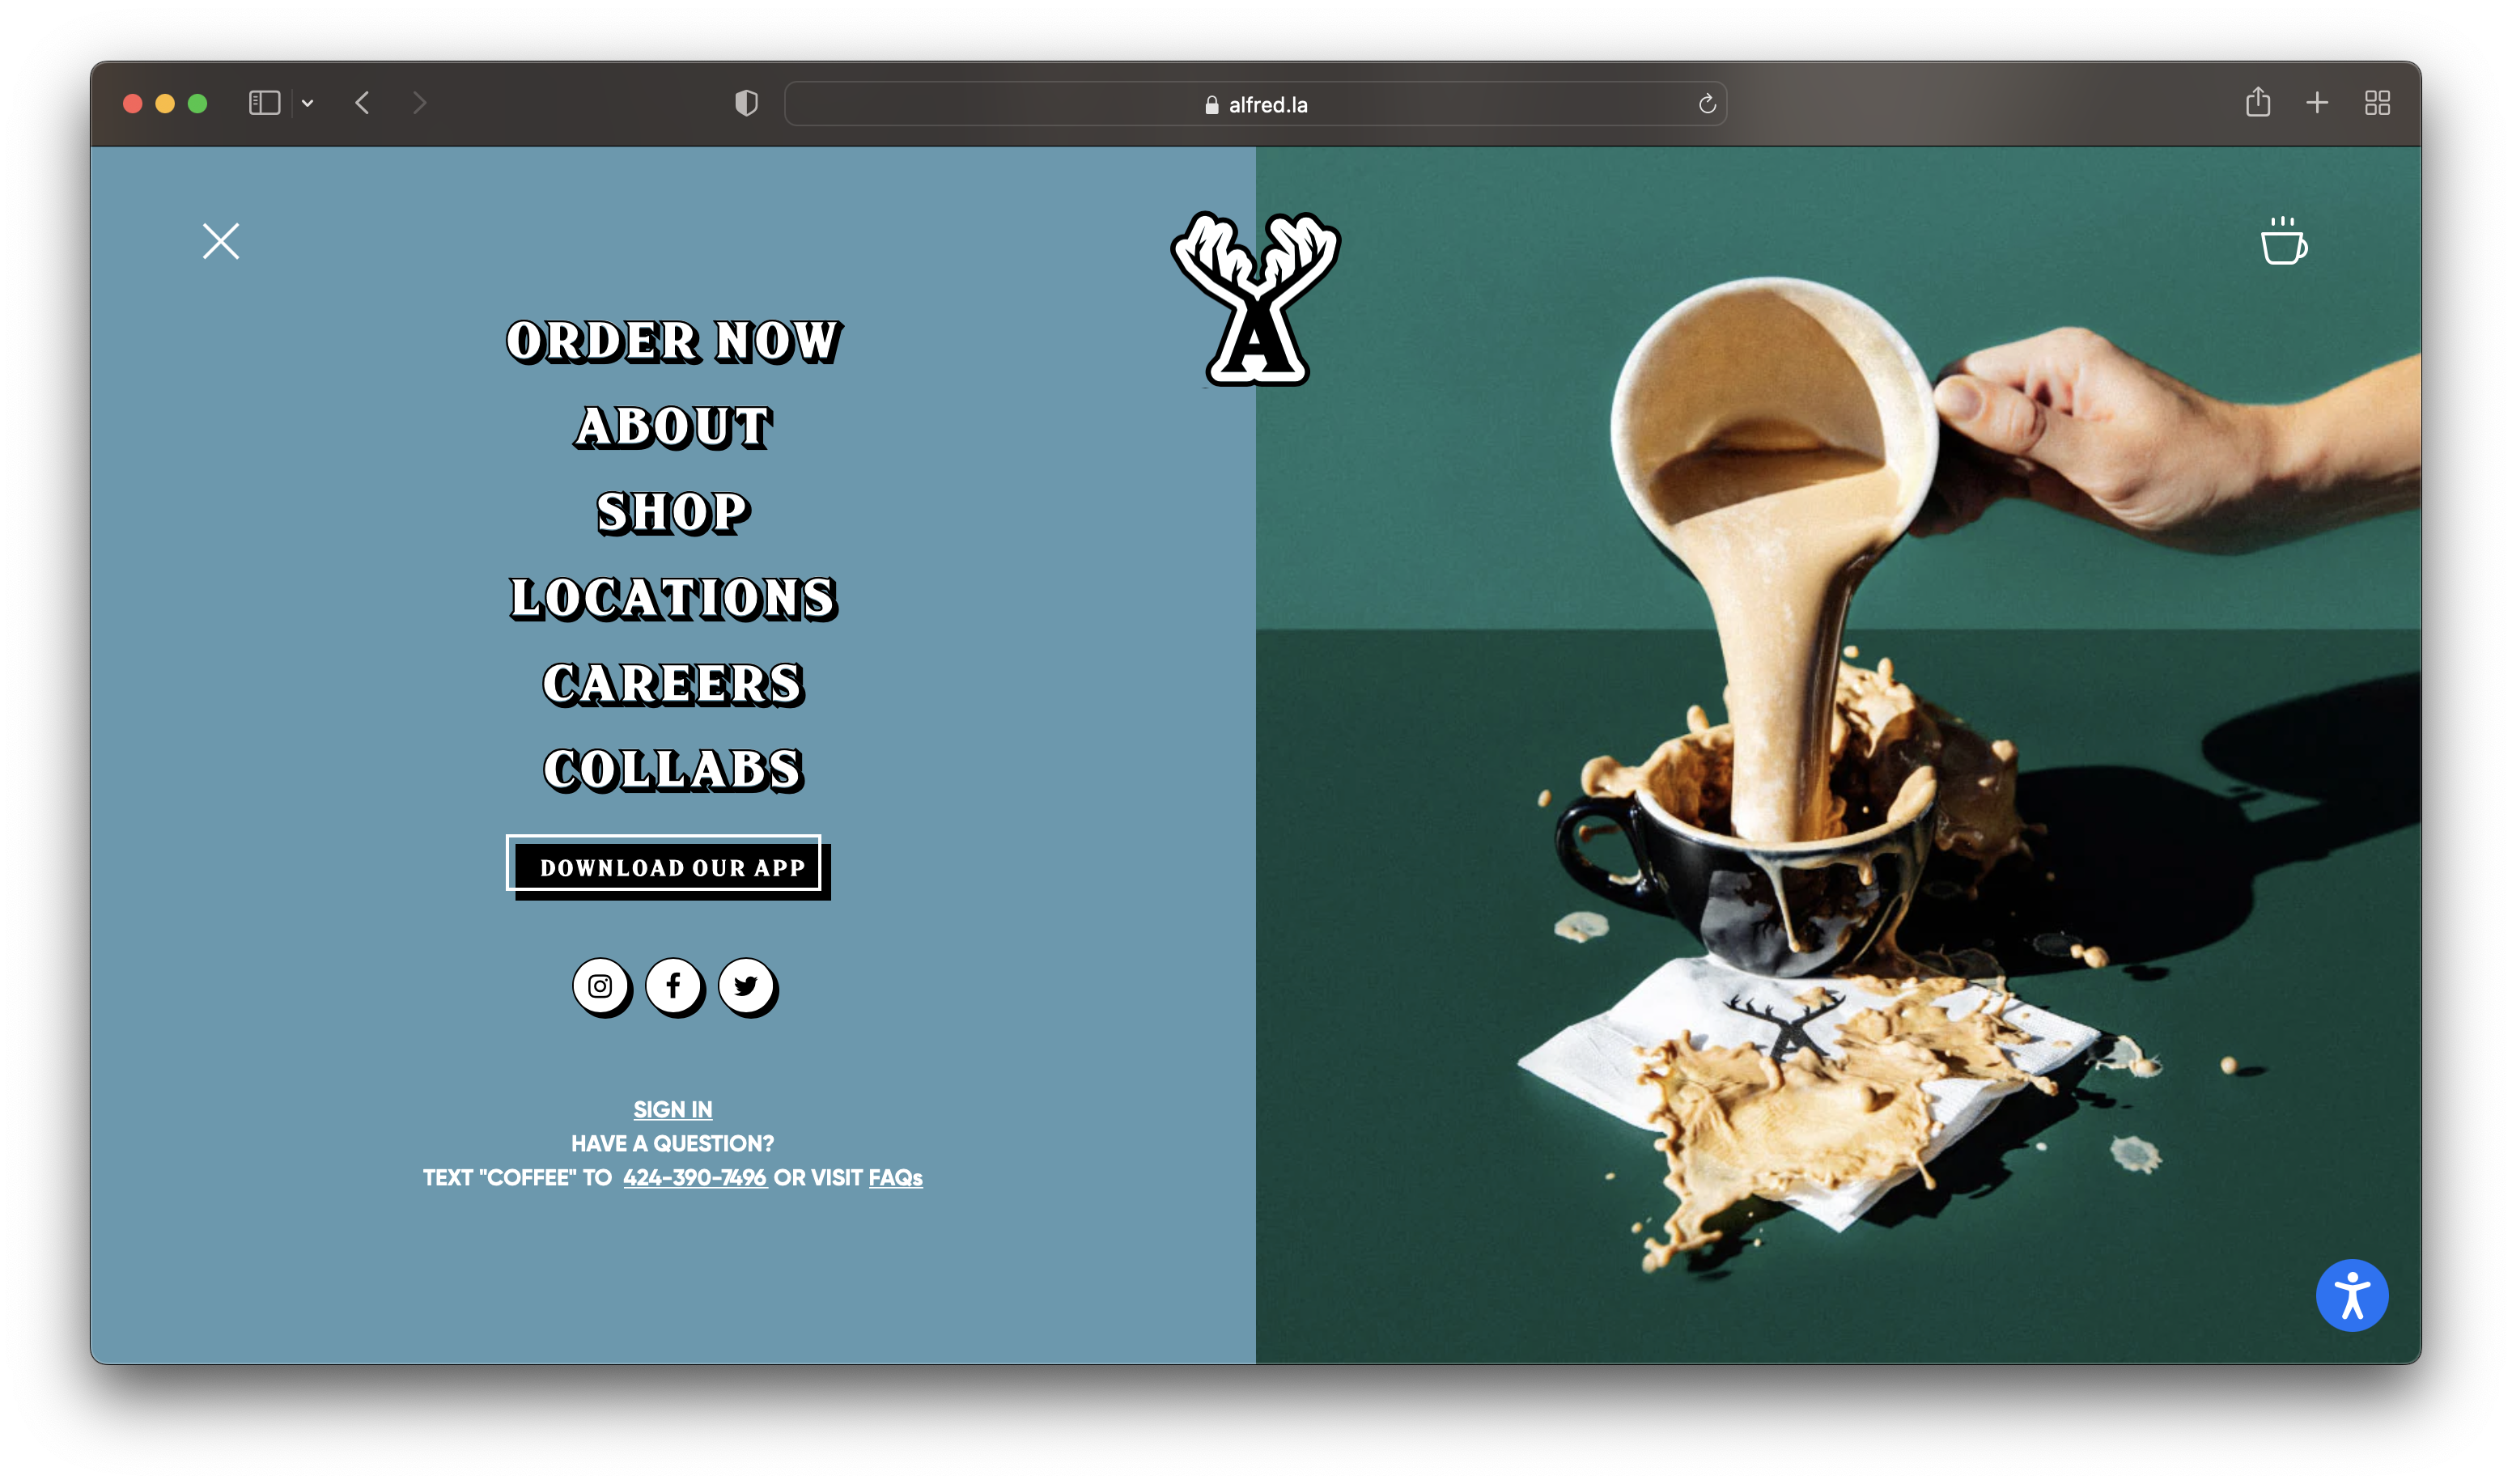 alfred.la
A
ORDER NOW
ABOUT
SHOP
LOCATIONS
CAREERS
COLLABS
DOWNLOAD OUR APP
SIGN IN
HAVE A QUESTION?
TEXT "COFFEE" TO 424-390-7496 OR VISIT FAQs